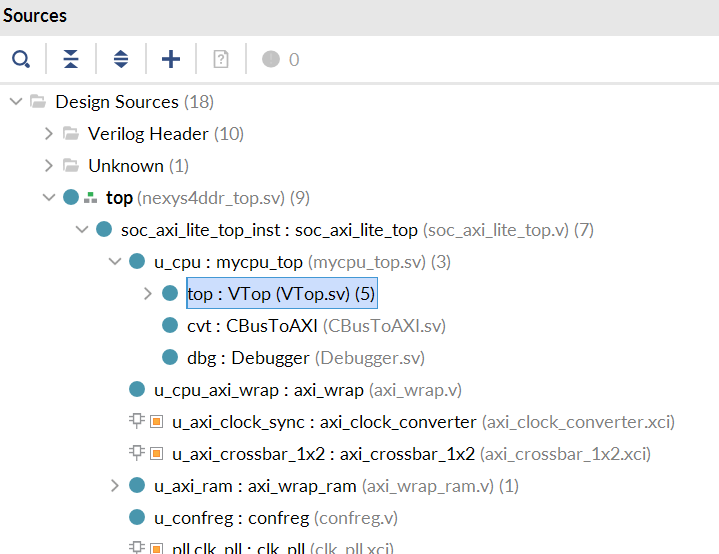 Sources
0
Design Sources (18)
Verilog Header (10)
Unknown (1)
top (nexys4ddr_top.sv) (9)
soc_axi_lite_top_inst : soc_axi_lite_top (soc_axi_lite_top.v) (7)
u_cpu : mycpu_top (mycpu_top.sv) (3)
top : VTop (VTop.sv) (5)
cvt : CBusToAXI (CBusToAXI.sv)
dbg : Debugger (Debugger.sv)
u_cpu_axi_wrap : axi_wrap (axi_wrap.v)
u_axi_clock_sync : axi_clock_converter (axi_clock_converter.xci)
u_axi_crossbar_1x2 : axi_crossbar_1x2 (axi_crossbar_1x2.xci)
u_axi_ram : axi_wrap_ram (axi_wrap_ram.v) (1)
u_confreg : confreg (confreg.v)
pll.clk_pll : clk_pll (clk_pll.xci)